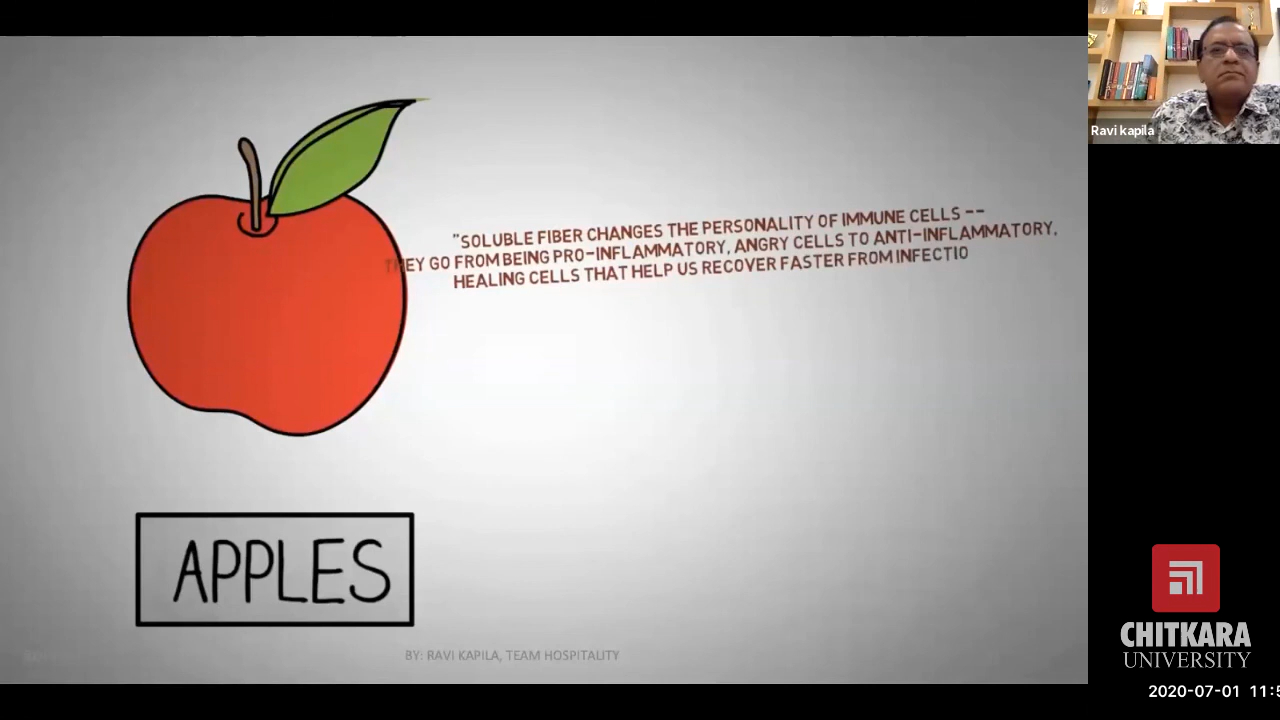 Ravi kapila
"SOLUBLE FIBER CHANGES THE PERSONALITY OF IMMUNE CELLS --
THEY GO FROM BEING PRO-INFLAMMATORY, ANGRY CELLS TO ANTI-INFLAMMATORY,
HEALING CELLS THAT HELP US RECOVER FASTER FROM INFECTIO
APPLES
BY: RAVI KAPILA, TEAM HOSPITALITY
CHITKARA
UNIVERSITY
2020-07-01 11:5